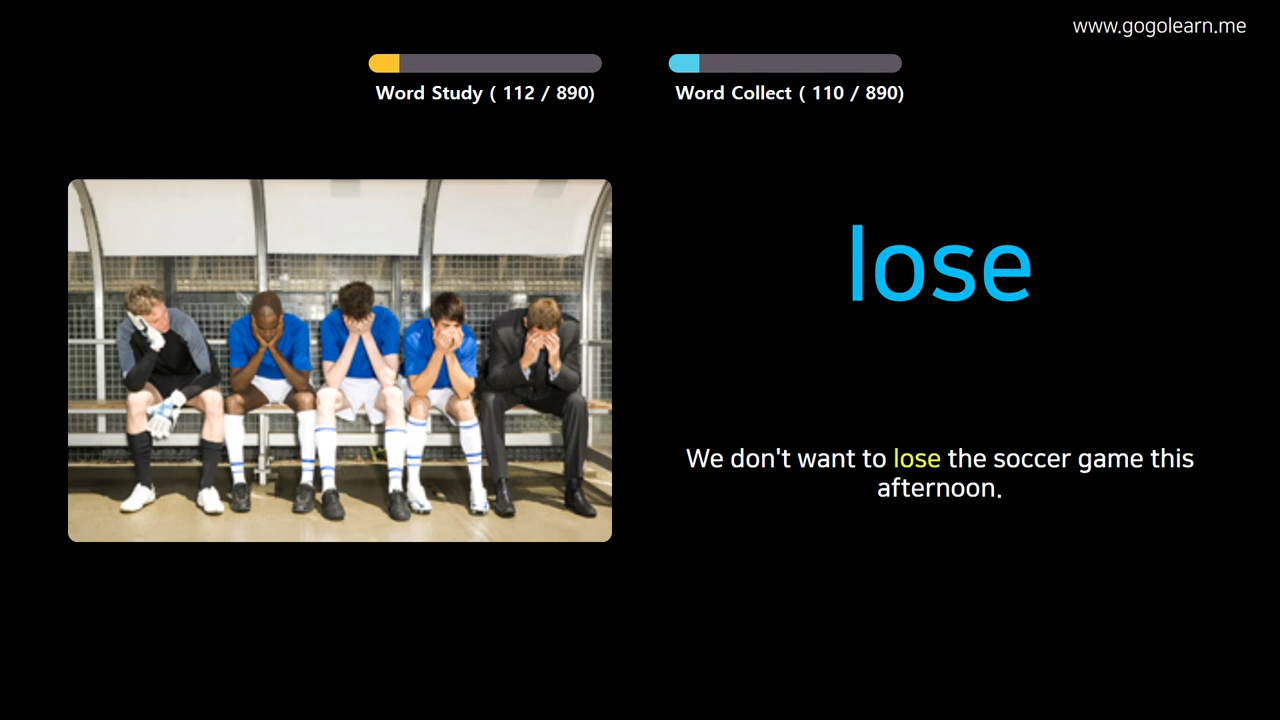 www.gogolearn.me
Word Study ( 112 / 890)
Word Collect ( 110 / 890)
lose
We don't want to lose the soccer game this
afternoon.